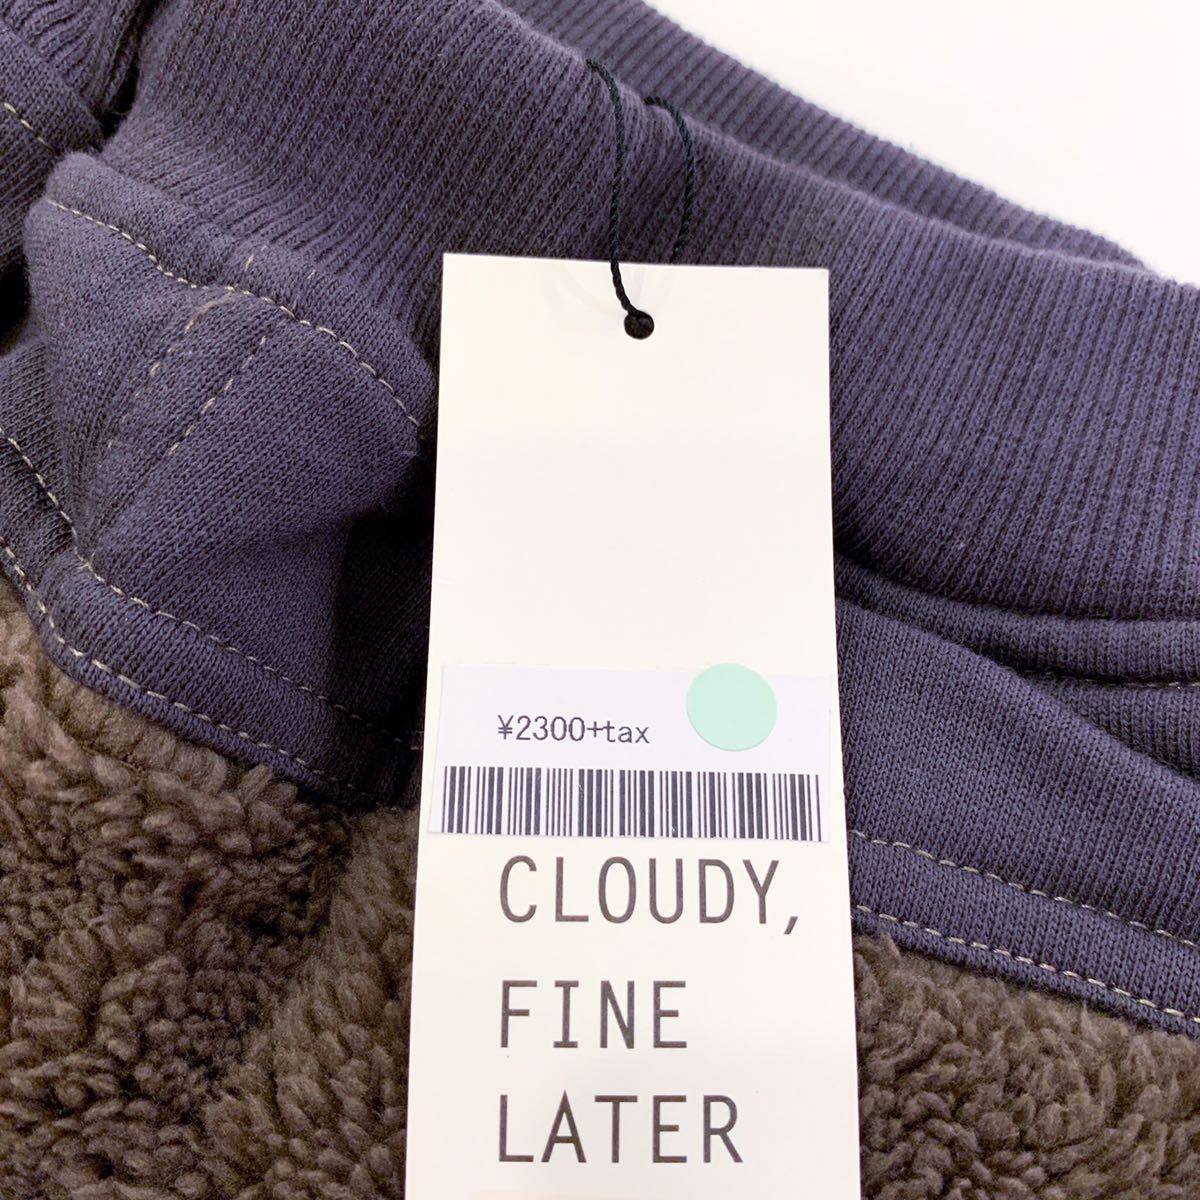 ¥2300+tax
CLOUDY,
FINE
LATER